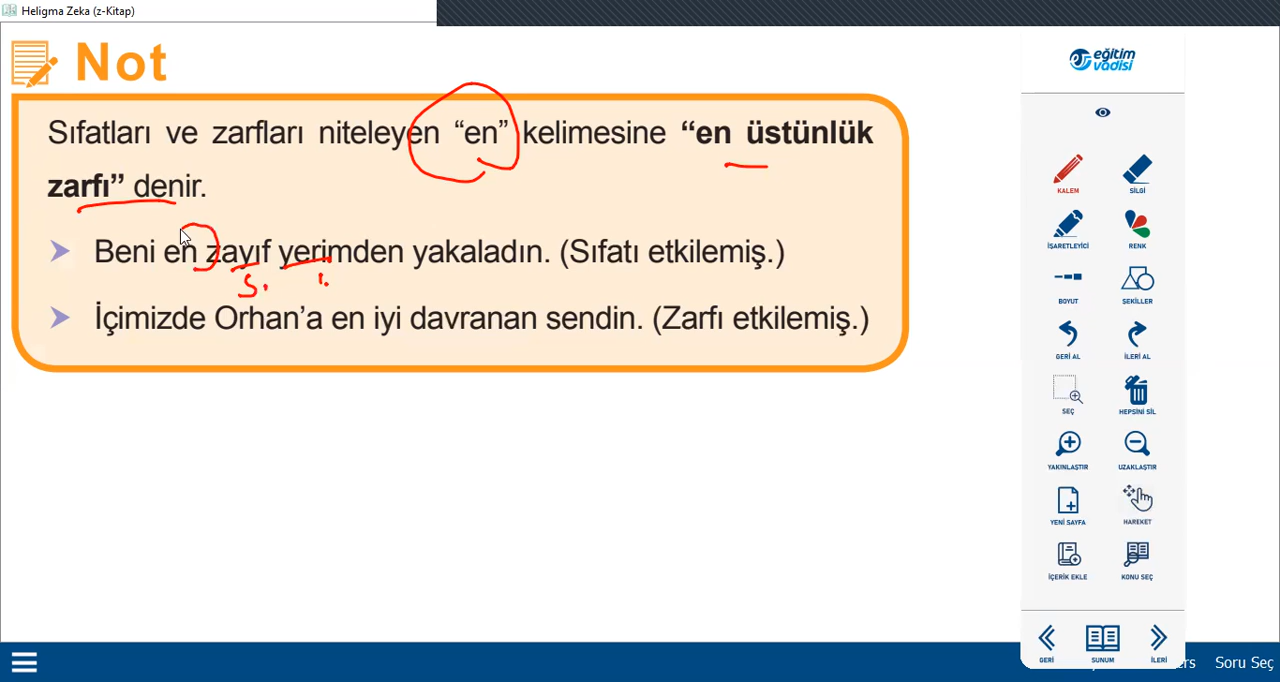 Heligma Zeka (z-Kitap)
Not
Sıfatları ve zarfları niteleyen “en” kelimesine “en üstünlük
zarfı” denir.
Beni en zayıf yerimden yakaladın. (Sıfatı etkilemiş.)
S. i.
İçimizde Orhan’a en iyi davranan sendin. (Zarfı etkilemiş.)
eğitim
vadisi
KALEM SİLGİ
İŞARETLEYİCİ RENK
BOYUT ŞEKİLLER
GERİ AL İLERİ AL
SEÇ HEPSİNİ SİL
YAKINLAŞTIR UZAKLAŞTIR
YENİ SAYFA HAREKET
İÇERİK EKLE KONU SEÇ
GERİ SUNUM İLERİ
Soru Seç